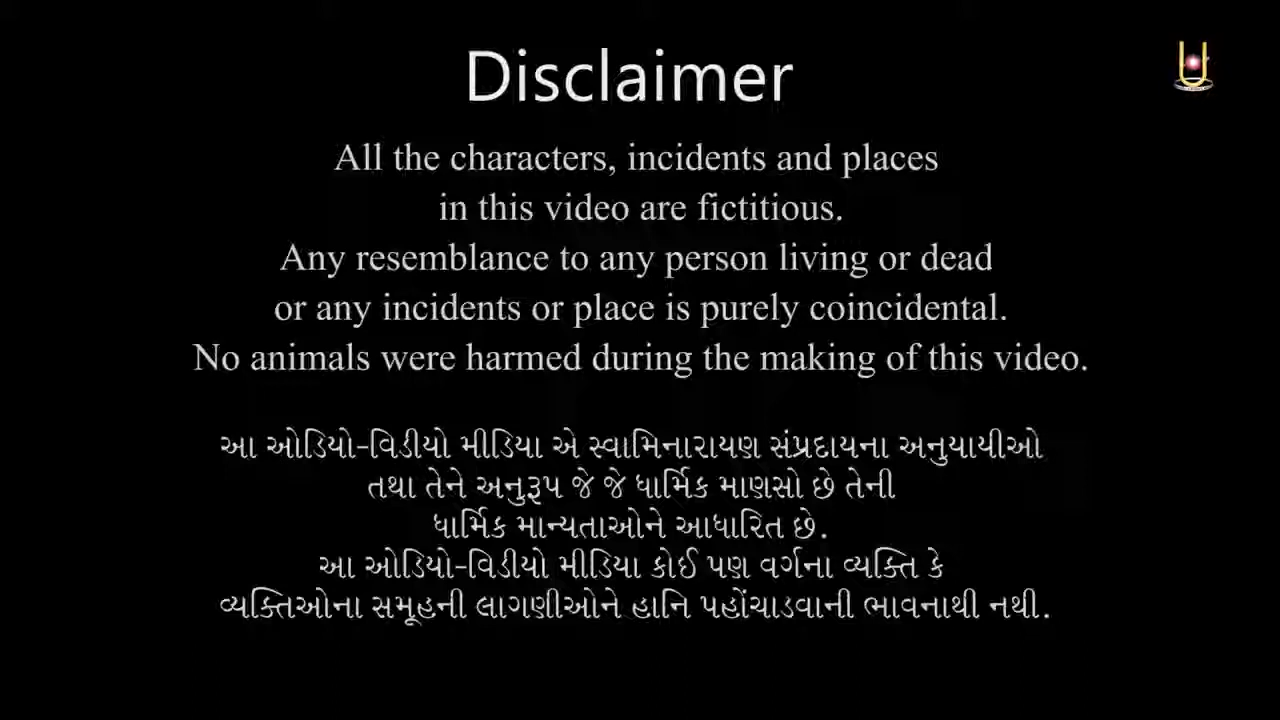 Disclaimer
All the characters, incidents and places
in this video are fictitious.
Any resemblance to any person living or dead
or any incidents or place is purely coincidental.
No animals were harmed during the making of this video.
આ ઓડિયો-વિડીયો મીડિયા એ સ્વામિનારાયણ સંપ્રદાયના અનુયાયીઓ
તથા તેને અનુરૂપ જે જે ધાર્મિક માણસો છે તેની
ધાર્મિક માન્યતાઓને આધારિત છે.
આ ઓડિયો-વિડીયો મીડિયા કોઈ પણ વર્ગના વ્યક્તિ કે
વ્યક્તિઓના સમૂહની લાગણીઓને હાનિ પહોંચાડવાની ભાવનાથી નથી.